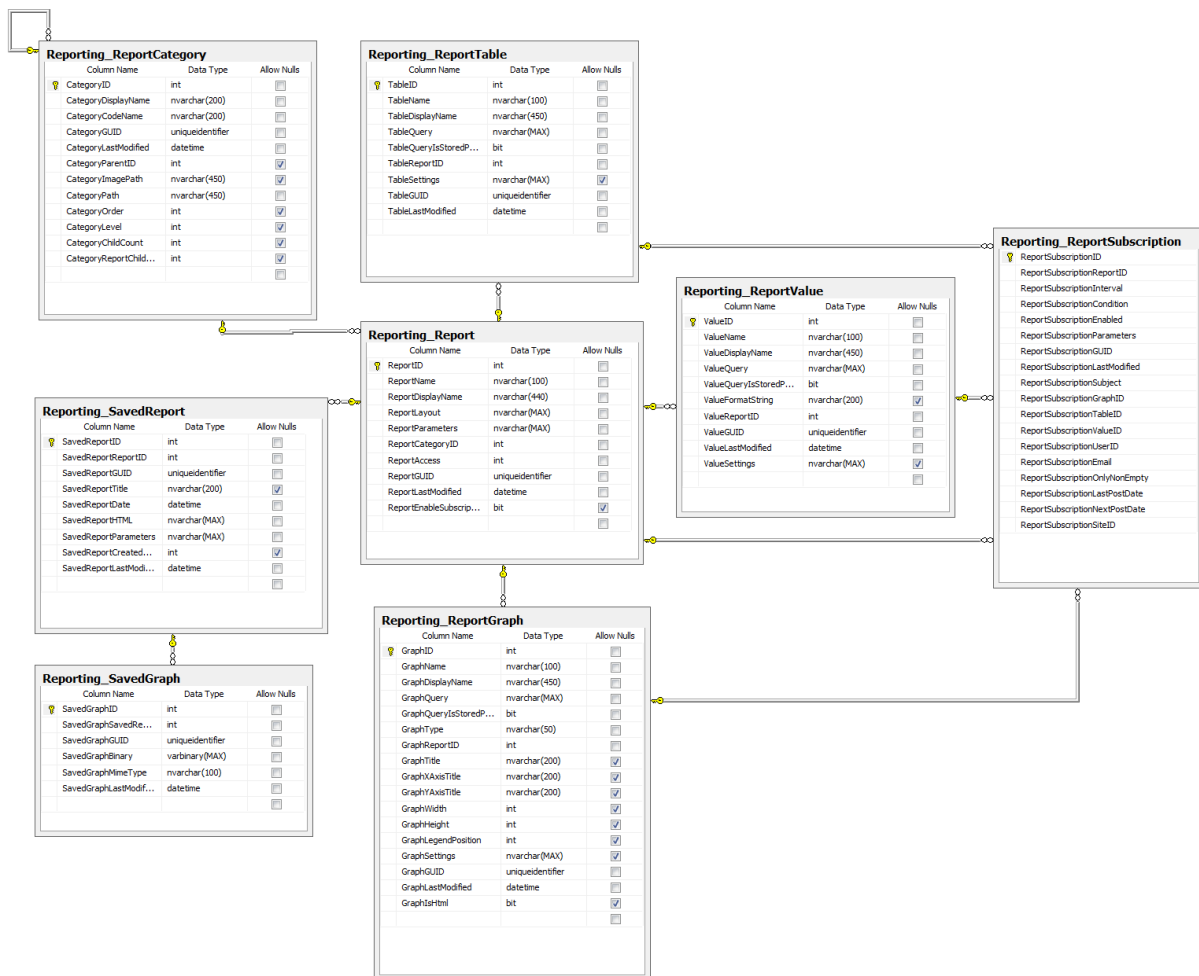 Reporting_ReportCategory
Column Name Data Type Allow Nulls
CategoryID int
CategoryDisplayName nvarchar(200)
CategoryCodeName nvarchar(200)
CategoryGUID uniqueidentifier
CategoryLastModified datetime
CategoryParentID int
CategoryImagePath nvarchar(450)
CategoryPath nvarchar(450)
CategoryOrder int
CategoryLevel int
CategoryChildCount int
CategoryReportChild... int
Reporting_ReportTable
Column Name Data Type Allow Nulls
TableID int
TableName nvarchar(100)
TableDisplayName nvarchar(450)
TableQuery nvarchar(MAX)
TableQueryIsStoredP... bit
TableReportID int
TableSettings nvarchar(MAX)
TableGUID uniqueidentifier
TableLastModified datetime
Reporting_ReportSubscription
ReportSubscriptionID
ReportSubscriptionReportID
ReportSubscriptionInterval
ReportSubscriptionCondition
ReportSubscriptionEnabled
ReportSubscriptionParameters
ReportSubscriptionGUID
ReportSubscriptionLastModified
ReportSubscriptionSubject
ReportSubscriptionGraphID
ReportSubscriptionTableID
ReportSubscriptionValueID
ReportSubscriptionUserID
ReportSubscriptionEmail
ReportSubscriptionOnlyNonEmpty
ReportSubscriptionLastPostDate
ReportSubscriptionNextPostDate
ReportSubscriptionSiteID
Reporting_ReportValue
Column Name Data Type Allow Nulls
ValueID int
ValueName nvarchar(100)
ValueDisplayName nvarchar(450)
ValueQuery nvarchar(MAX)
ValueQueryIsStoredP... bit
ValueFormatString nvarchar(200)
ValueReportID int
ValueGUID uniqueidentifier
ValueLastModified datetime
ValueSettings nvarchar(MAX)
Reporting_Report
Column Name Data Type Allow Nulls
ReportID int
ReportName nvarchar(100)
ReportDisplayName nvarchar(440)
ReportLayout nvarchar(MAX)
ReportParameters nvarchar(MAX)
ReportCategoryID int
ReportAccess int
ReportGUID uniqueidentifier
ReportLastModified datetime
ReportEnableSubscrip... bit
Reporting_SavedReport
Column Name Data Type Allow Nulls
SavedReportID int
SavedReportReportID int
SavedReportGUID uniqueidentifier
SavedReportTitle nvarchar(200)
SavedReportDate datetime
SavedReportHTML nvarchar(MAX)
SavedReportParameters nvarchar(MAX)
SavedReportCreated... int
SavedReportLastModi... datetime
Reporting_SavedGraph
Column Name Data Type Allow Nulls
SavedGraphID int
SavedGraphSavedRe... int
SavedGraphGUID uniqueidentifier
SavedGraphBinary varbinary(MAX)
SavedGraphMimeType nvarchar(100)
SavedGraphLastModif... datetime
Reporting_ReportGraph
Column Name Data Type Allow Nulls
GraphID int
GraphName nvarchar(100)
GraphDisplayName nvarchar(450)
GraphQuery nvarchar(MAX)
GraphQueryIsStoredP... bit
GraphType nvarchar(50)
GraphReportID int
GraphTitle nvarchar(200)
GraphXAxisTitle nvarchar(200)
GraphYAxisTitle nvarchar(200)
GraphWidth int
GraphHeight int
GraphLegendPosition int
GraphSettings nvarchar(MAX)
GraphGUID uniqueidentifier
GraphLastModified datetime
GraphIsHtml bit